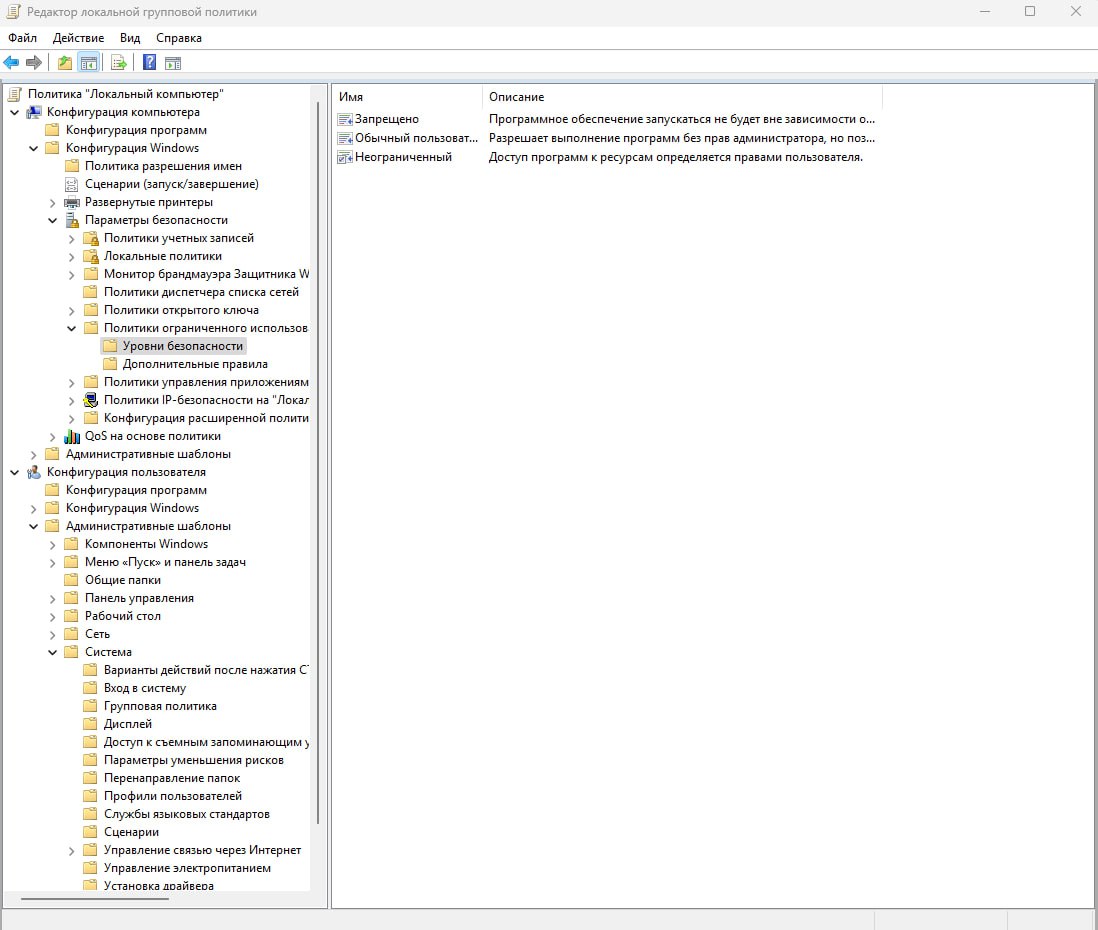 Редактор локальной групповой политики
Файл Действие Вид Справка
Политика "Локальный компьютер"
Конфигурация компьютера
Конфигурация программ
Конфигурация Windows
Политика разрешения имен
Сценарии (запуск/завершение)
Развернутые принтеры
Параметры безопасности
Политики учетных записей
Локальные политики
Монитор брандмауэра Защитника W
Политики диспетчера списка сетей
Политики открытого ключа
Политики ограниченного использов
Уровни безопасности
Дополнительные правила
Политики управления приложениям
Политики IP-безопасности на "Локал
Конфигурация расширенной полити
QoS на основе политики
Административные шаблоны
Конфигурация пользователя
Конфигурация программ
Конфигурация Windows
Административные шаблоны
Компоненты Windows
Меню «Пуск» и панель задач
Общие папки
Панель управления
Рабочий стол
Сеть
Система
Варианты действий после нажатия CT
Вход в систему
Групповая политика
Дисплей
Доступ к съемным запоминающим у
Параметры уменьшения рисков
Перенаправление папок
Профили пользователей
Службы языковых стандартов
Сценарии
Управление связью через Интернет
Управление электропитанием
Установка драйвера
Имя Описание
Запрещено Программное обеспечение запускаться не будет вне зависимости о...
Обычный пользоват... Разрешает выполнение программ без прав администратора, но поз...
Неограниченный Доступ программ к ресурсам определяется правами пользователя.